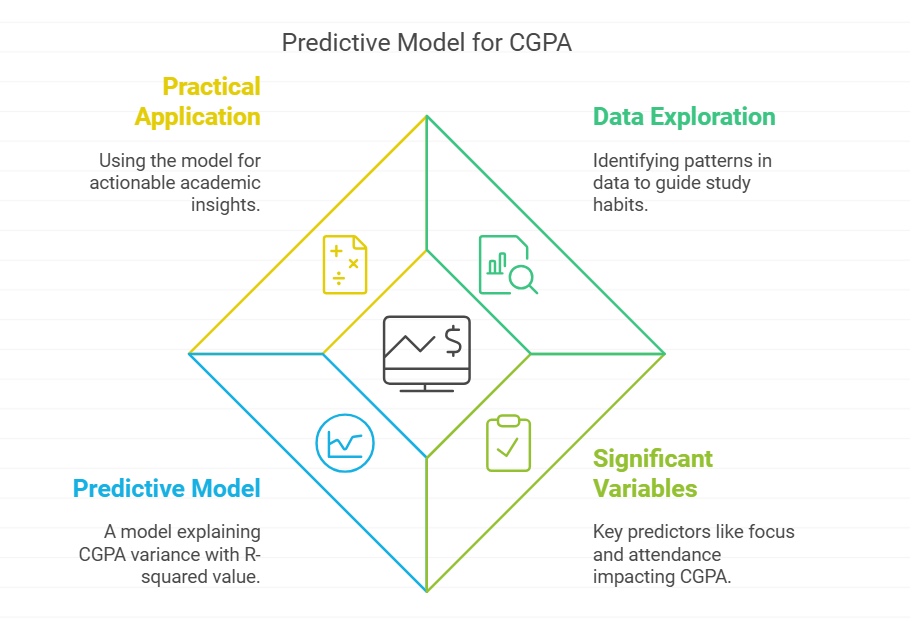 Predictive Model for CGPA
Practical
Application
Using the model for
actionable academic
insights.
Data Exploration
Identifying patterns in
data to guide study
habits.
Predictive Model
A model explaining
CGPA variance with R-
squared value.
Significant
Variables
Key predictors like focus
and attendance
impacting CGPA.